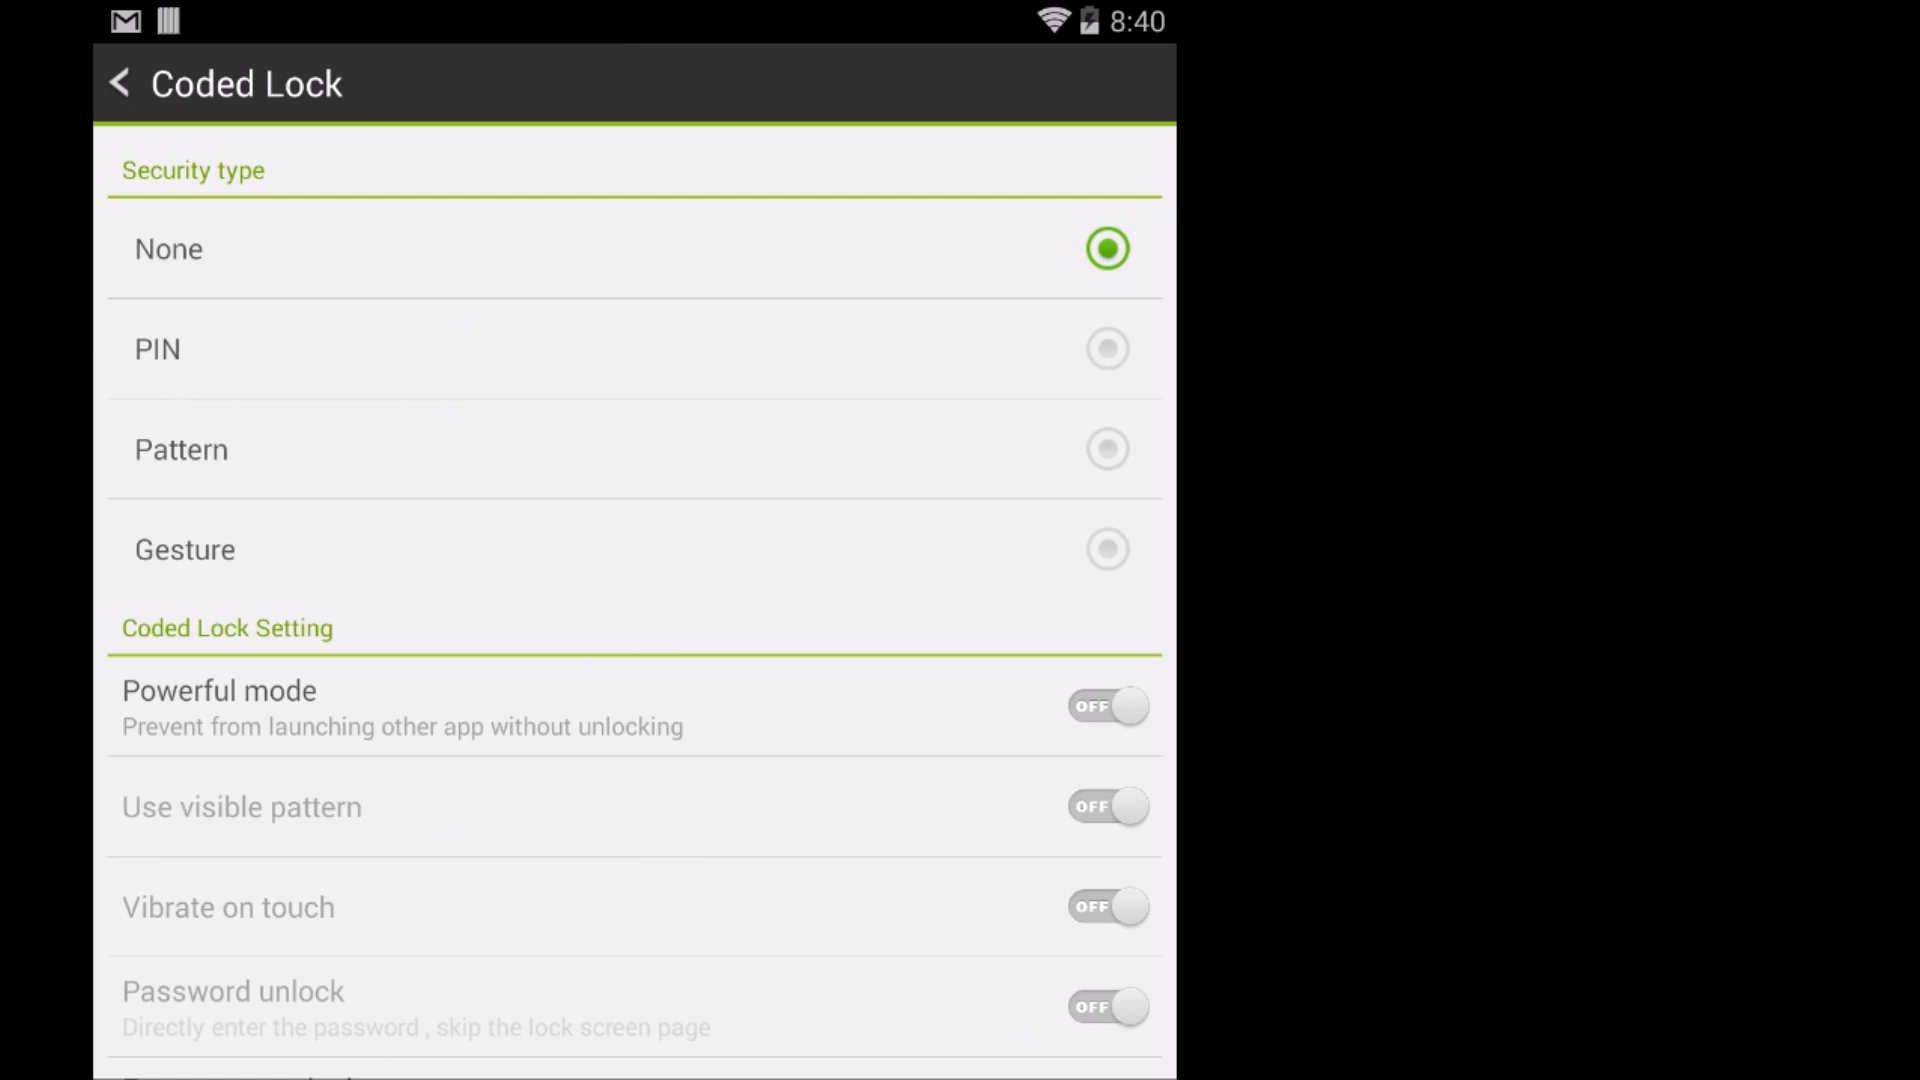 8:40
Coded Lock
Security type
None
PIN
Pattern
Gesture
Coded Lock Setting
Powerful mode
OFF
Prevent from launching other app without unlocking
Use visible pattern
OFF
Vibrate on touch
OFF
Password unlock
OFF
Directly enter the password , skip the lock screen page